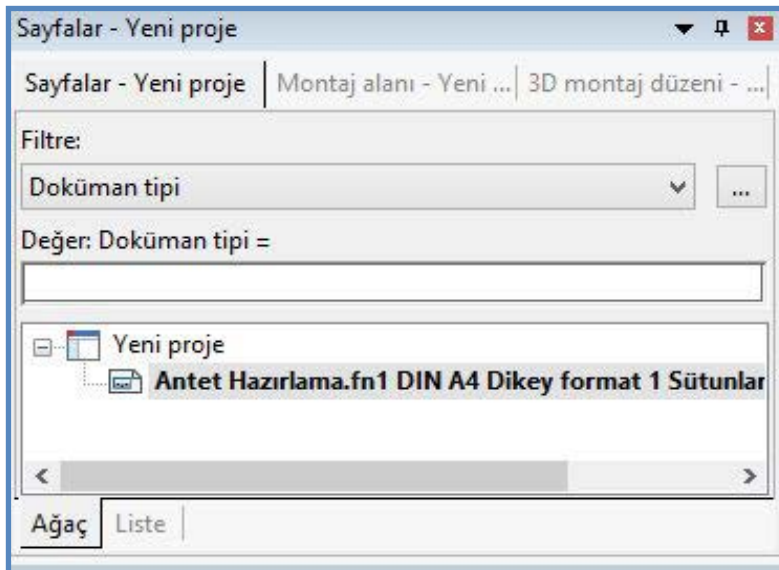 Sayfalar - Yeni proje
Sayfalar - Yeni proje Montaj alanı - Yeni ... 3D montaj düzeni - ...
Filtre:
Doküman tipi ...
Değer: Doküman tipi =
Yeni proje
Antet Hazırlama.fn1 DIN A4 Dikey format 1 Sütunlar
Ağaç Liste